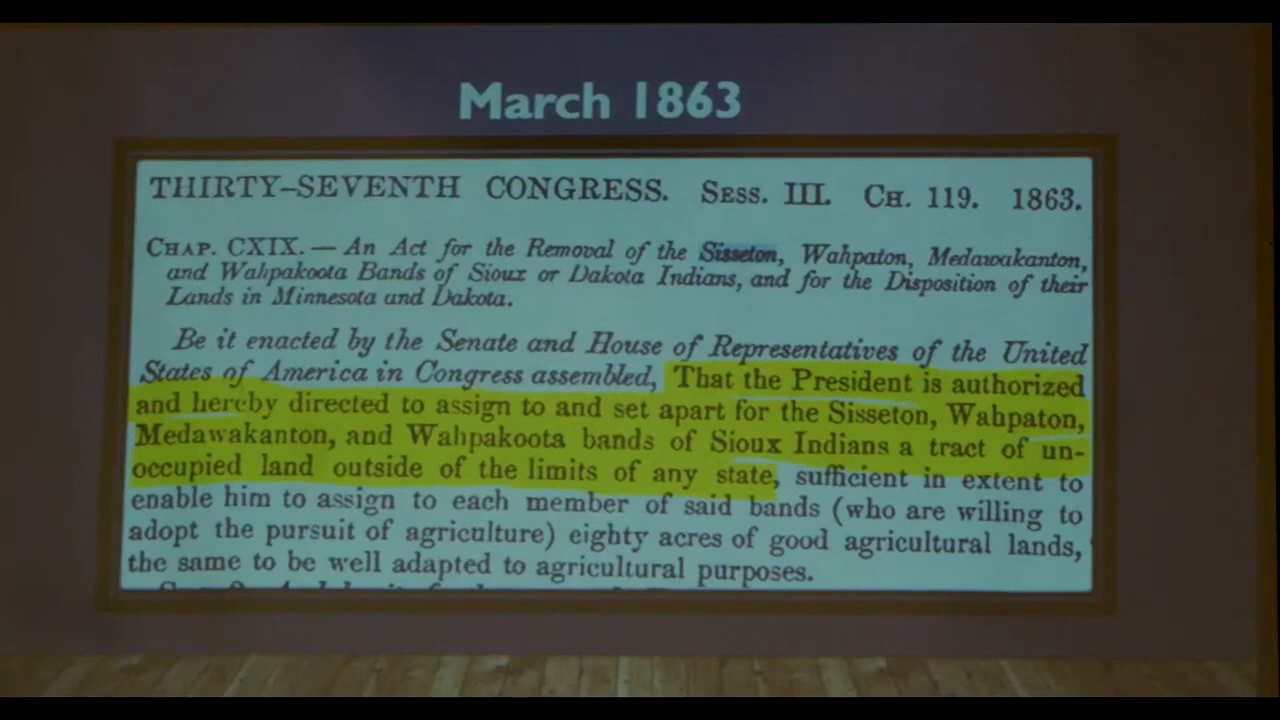 March 1863
THIRTY-SEVENTH CONGRESS. SESS. III. CH. 119. 1863.
CHAP. CXIX. — An Act for the Removal of the Sisseton, Wahpaton, Medawakanton,
and Wahpakoota Bands of Sioux or Dakota Indians, and for the Disposition of their
Lands in Minnesota and Dakota.
Be it enacted by the Senate and House of Representatives of the United
States of America in Congress assembled, That the President is authorized
and hereby directed to assign to and set apart for the Sisseton, Wahpaton,
Medawakanton, and Wahpakoota bands of Sioux Indians a tract of un-
occupied land outside of the limits of any state, sufficient in extent to
enable him to assign to each member of said bands (who are willing to
adopt the pursuit of agriculture) eighty acres of good agricultural lands,
the same to be well adapted to agricultural purposes.